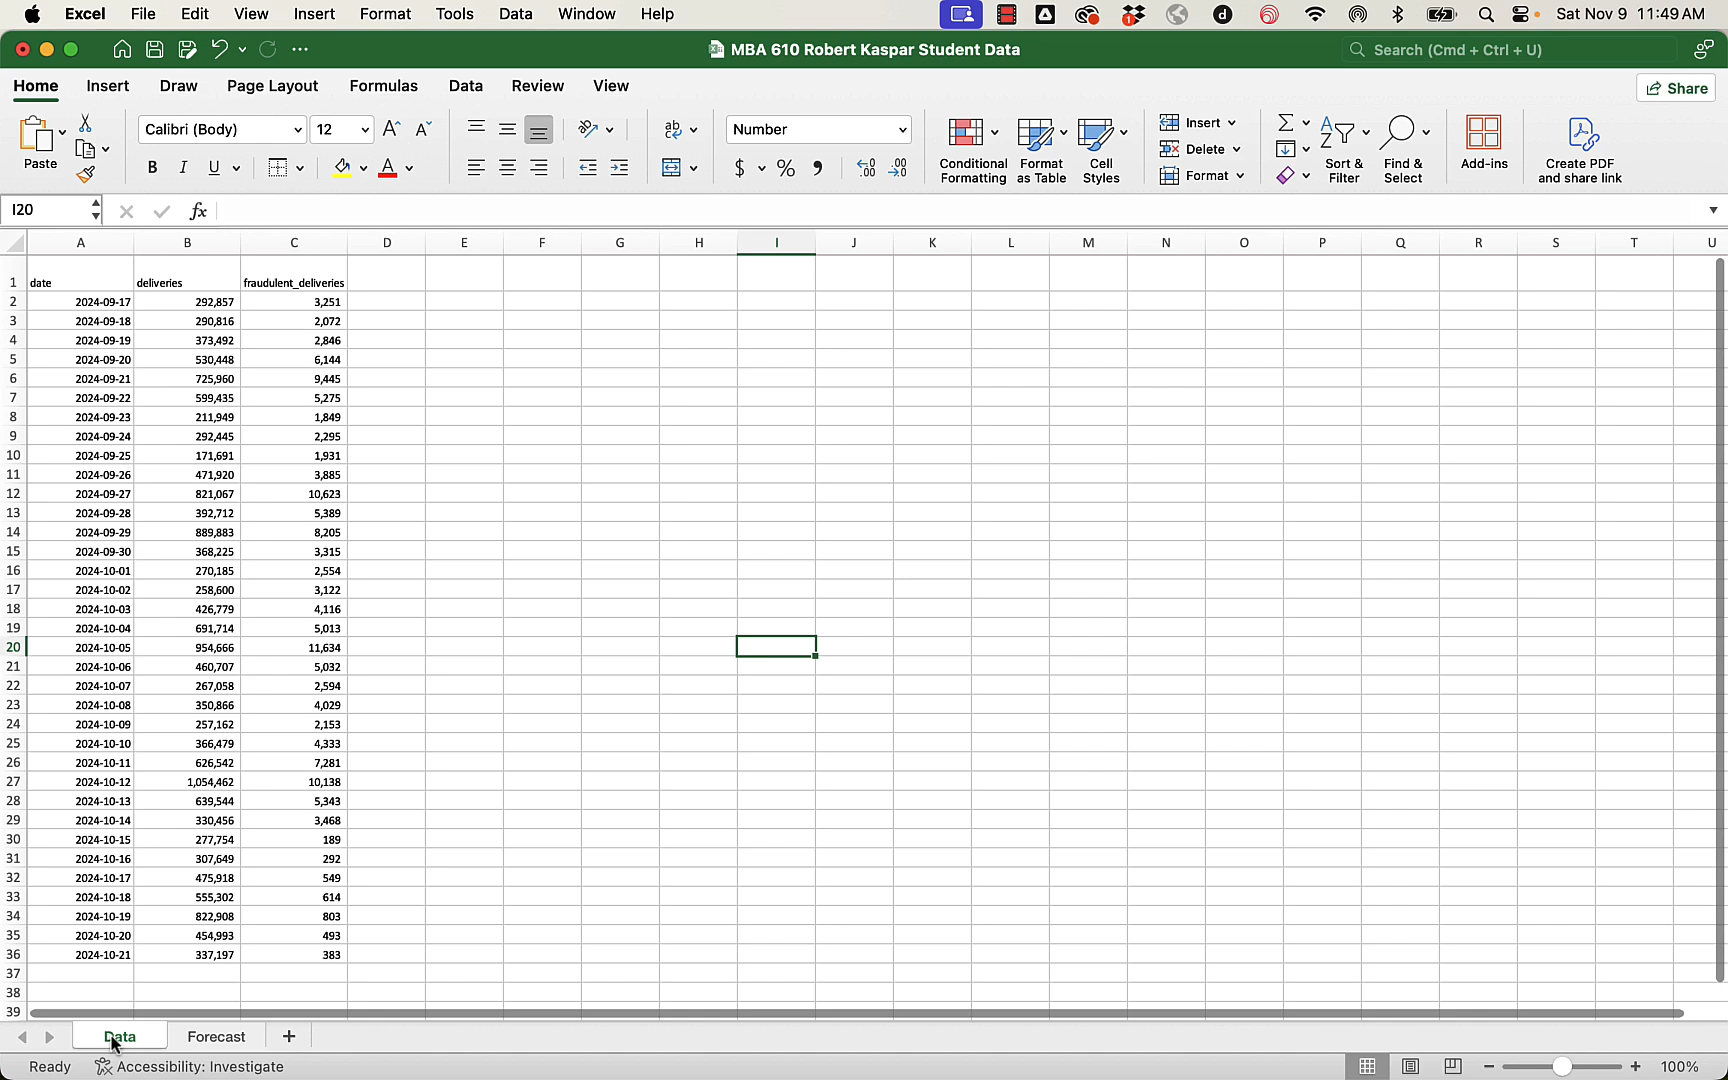 Excel File Edit View Insert Format Tools Data Window Help Sat Nov 9 11:49 AM
MBA 610 Robert Kaspar Student Data Search (Cmd + Ctrl + U)
Home Insert Draw Page Layout Formulas Data Review View Share
Calibri (Body) 12 Number Insert
Delete
Format
Paste Conditional Formatting Format as Table Cell Styles Sort & Filter Find & Select Add-ins Create PDF and share link
I20 fx
A B C D E F G H I J K L M N O P Q R S T U
1 date deliveries fraudulent_deliveries
2 2024-09-17 292,857 3,251
3 2024-09-18 290,816 2,072
4 2024-09-19 373,492 2,846
5 2024-09-20 530,448 6,144
6 2024-09-21 725,960 9,445
7 2024-09-22 599,435 5,275
8 2024-09-23 211,949 1,849
9 2024-09-24 292,445 2,295
10 2024-09-25 171,691 1,931
11 2024-09-26 471,920 3,885
12 2024-09-27 821,067 10,623
13 2024-09-28 392,712 5,389
14 2024-09-29 889,883 8,205
15 2024-09-30 368,225 3,315
16 2024-10-01 270,185 2,554
17 2024-10-02 258,600 3,122
18 2024-10-03 426,779 4,116
19 2024-10-04 691,714 5,013
20 2024-10-05 954,666 11,634
21 2024-10-06 460,707 5,032
22 2024-10-07 267,058 2,594
23 2024-10-08 350,866 4,029
24 2024-10-09 257,162 2,153
25 2024-10-10 366,479 4,333
26 2024-10-11 626,542 7,281
27 2024-10-12 1,054,462 10,138
28 2024-10-13 639,544 5,343
29 2024-10-14 330,456 3,468
30 2024-10-15 277,754 189
31 2024-10-16 307,649 292
32 2024-10-17 475,918 549
33 2024-10-18 555,302 614
34 2024-10-19 822,908 803
35 2024-10-20 454,993 493
36 2024-10-21 337,197 383
37
38
39
Data Forecast +
Ready Accessibility: Investigate 100%